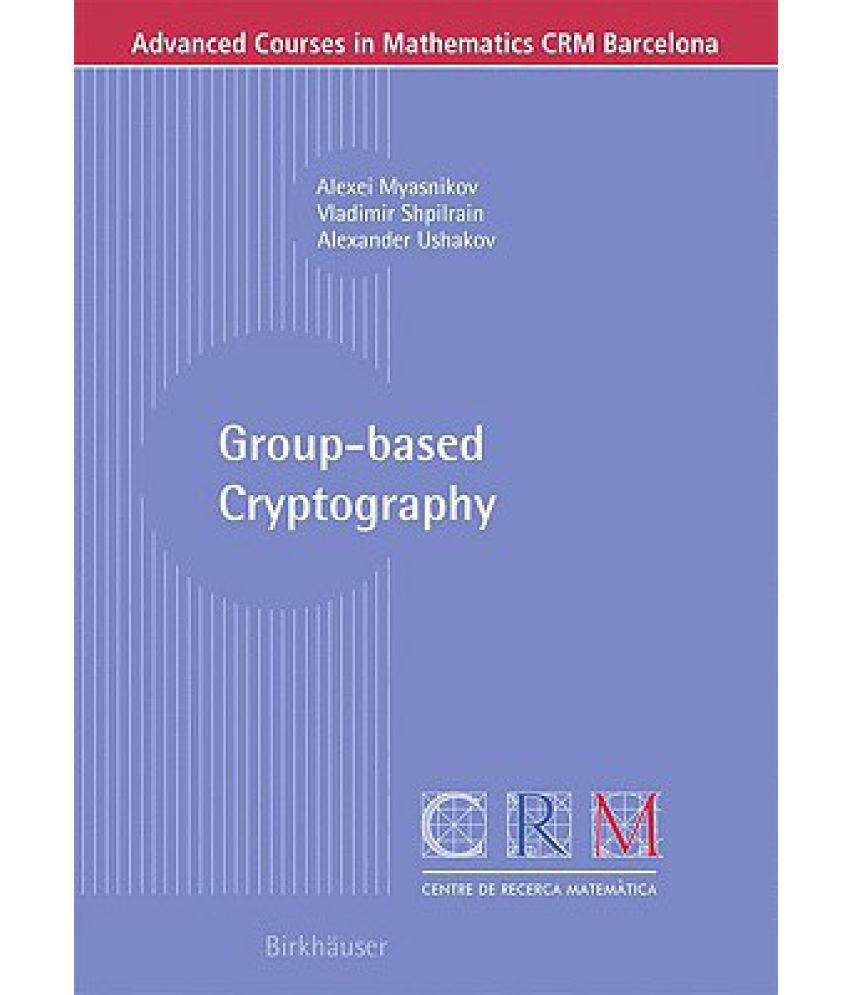 Advanced Courses in Mathematics CRM Barcelona
Alexei Myasnikov
Vladimir Shpilrain
Alexander Ushakov
Group-based
Cryptography
CRM
CENTRE DE RECERCA MATEMÀTICA
Birkhäuser